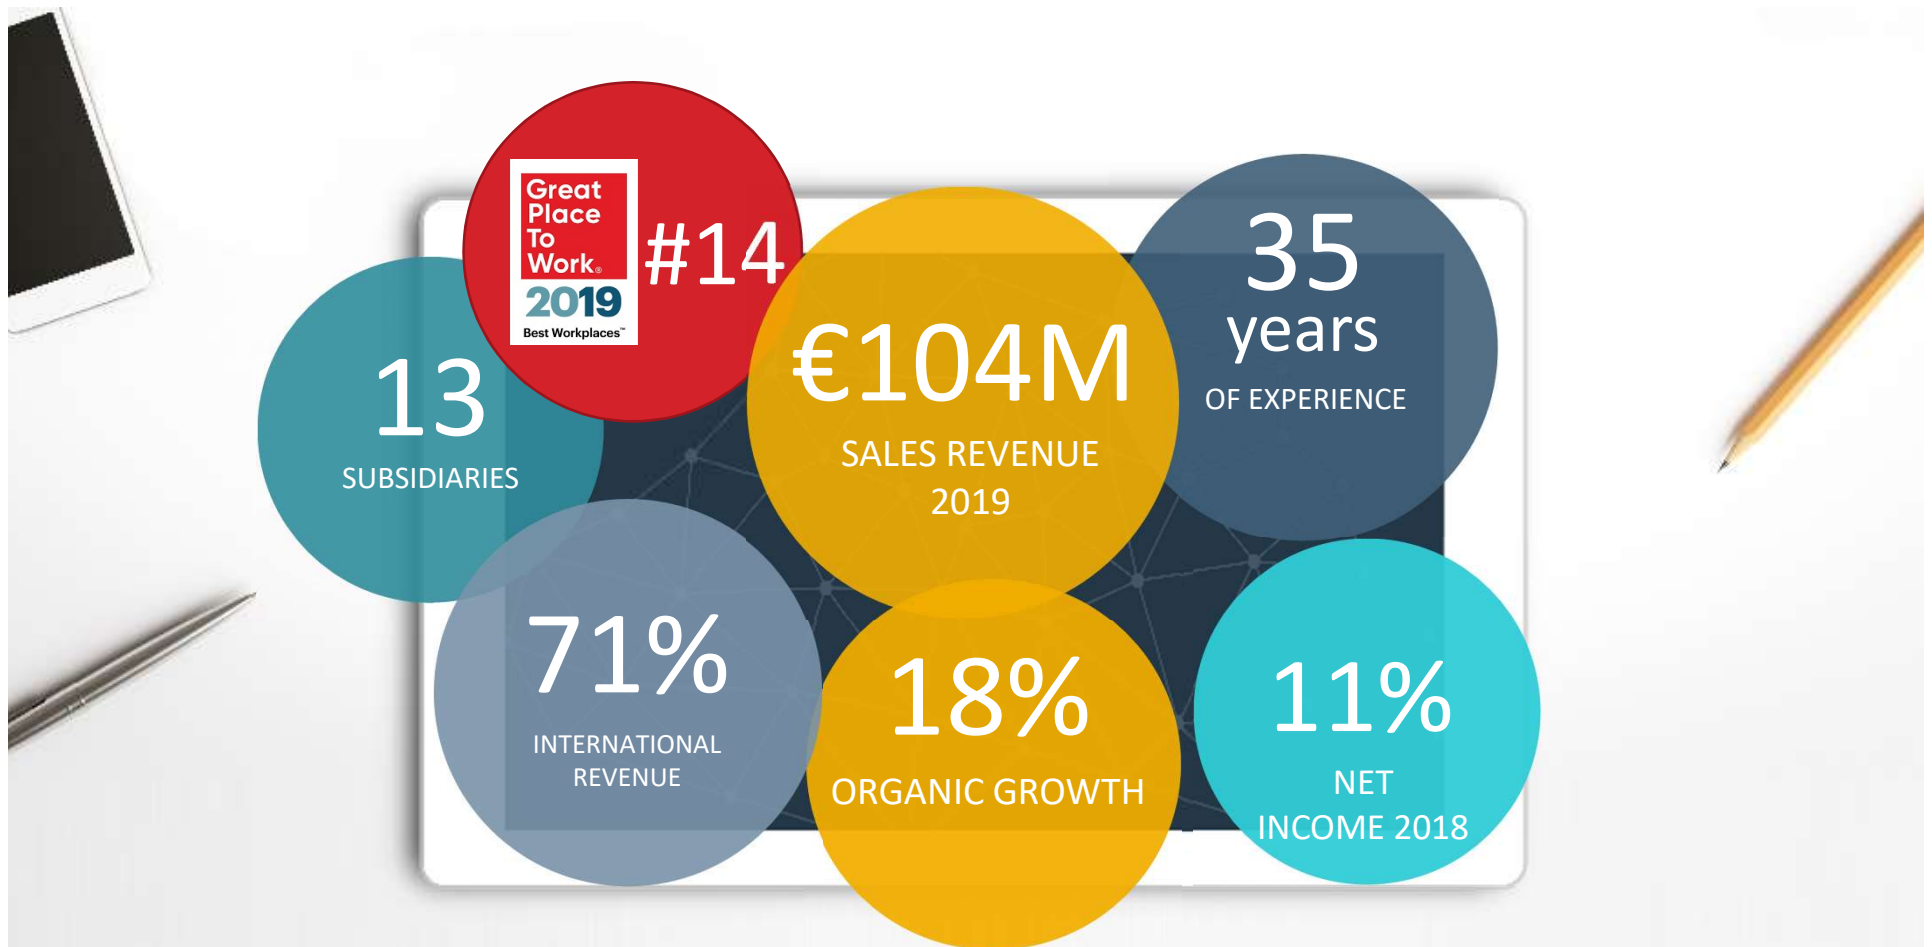 Great
Place
To
Work®
2019
Best Workplaces™
#14
13
SUBSIDIARIES
€104M
SALES REVENUE
2019
35
years
OF EXPERIENCE
71%
INTERNATIONAL
REVENUE
18%
ORGANIC GROWTH
11%
NET
INCOME 2018